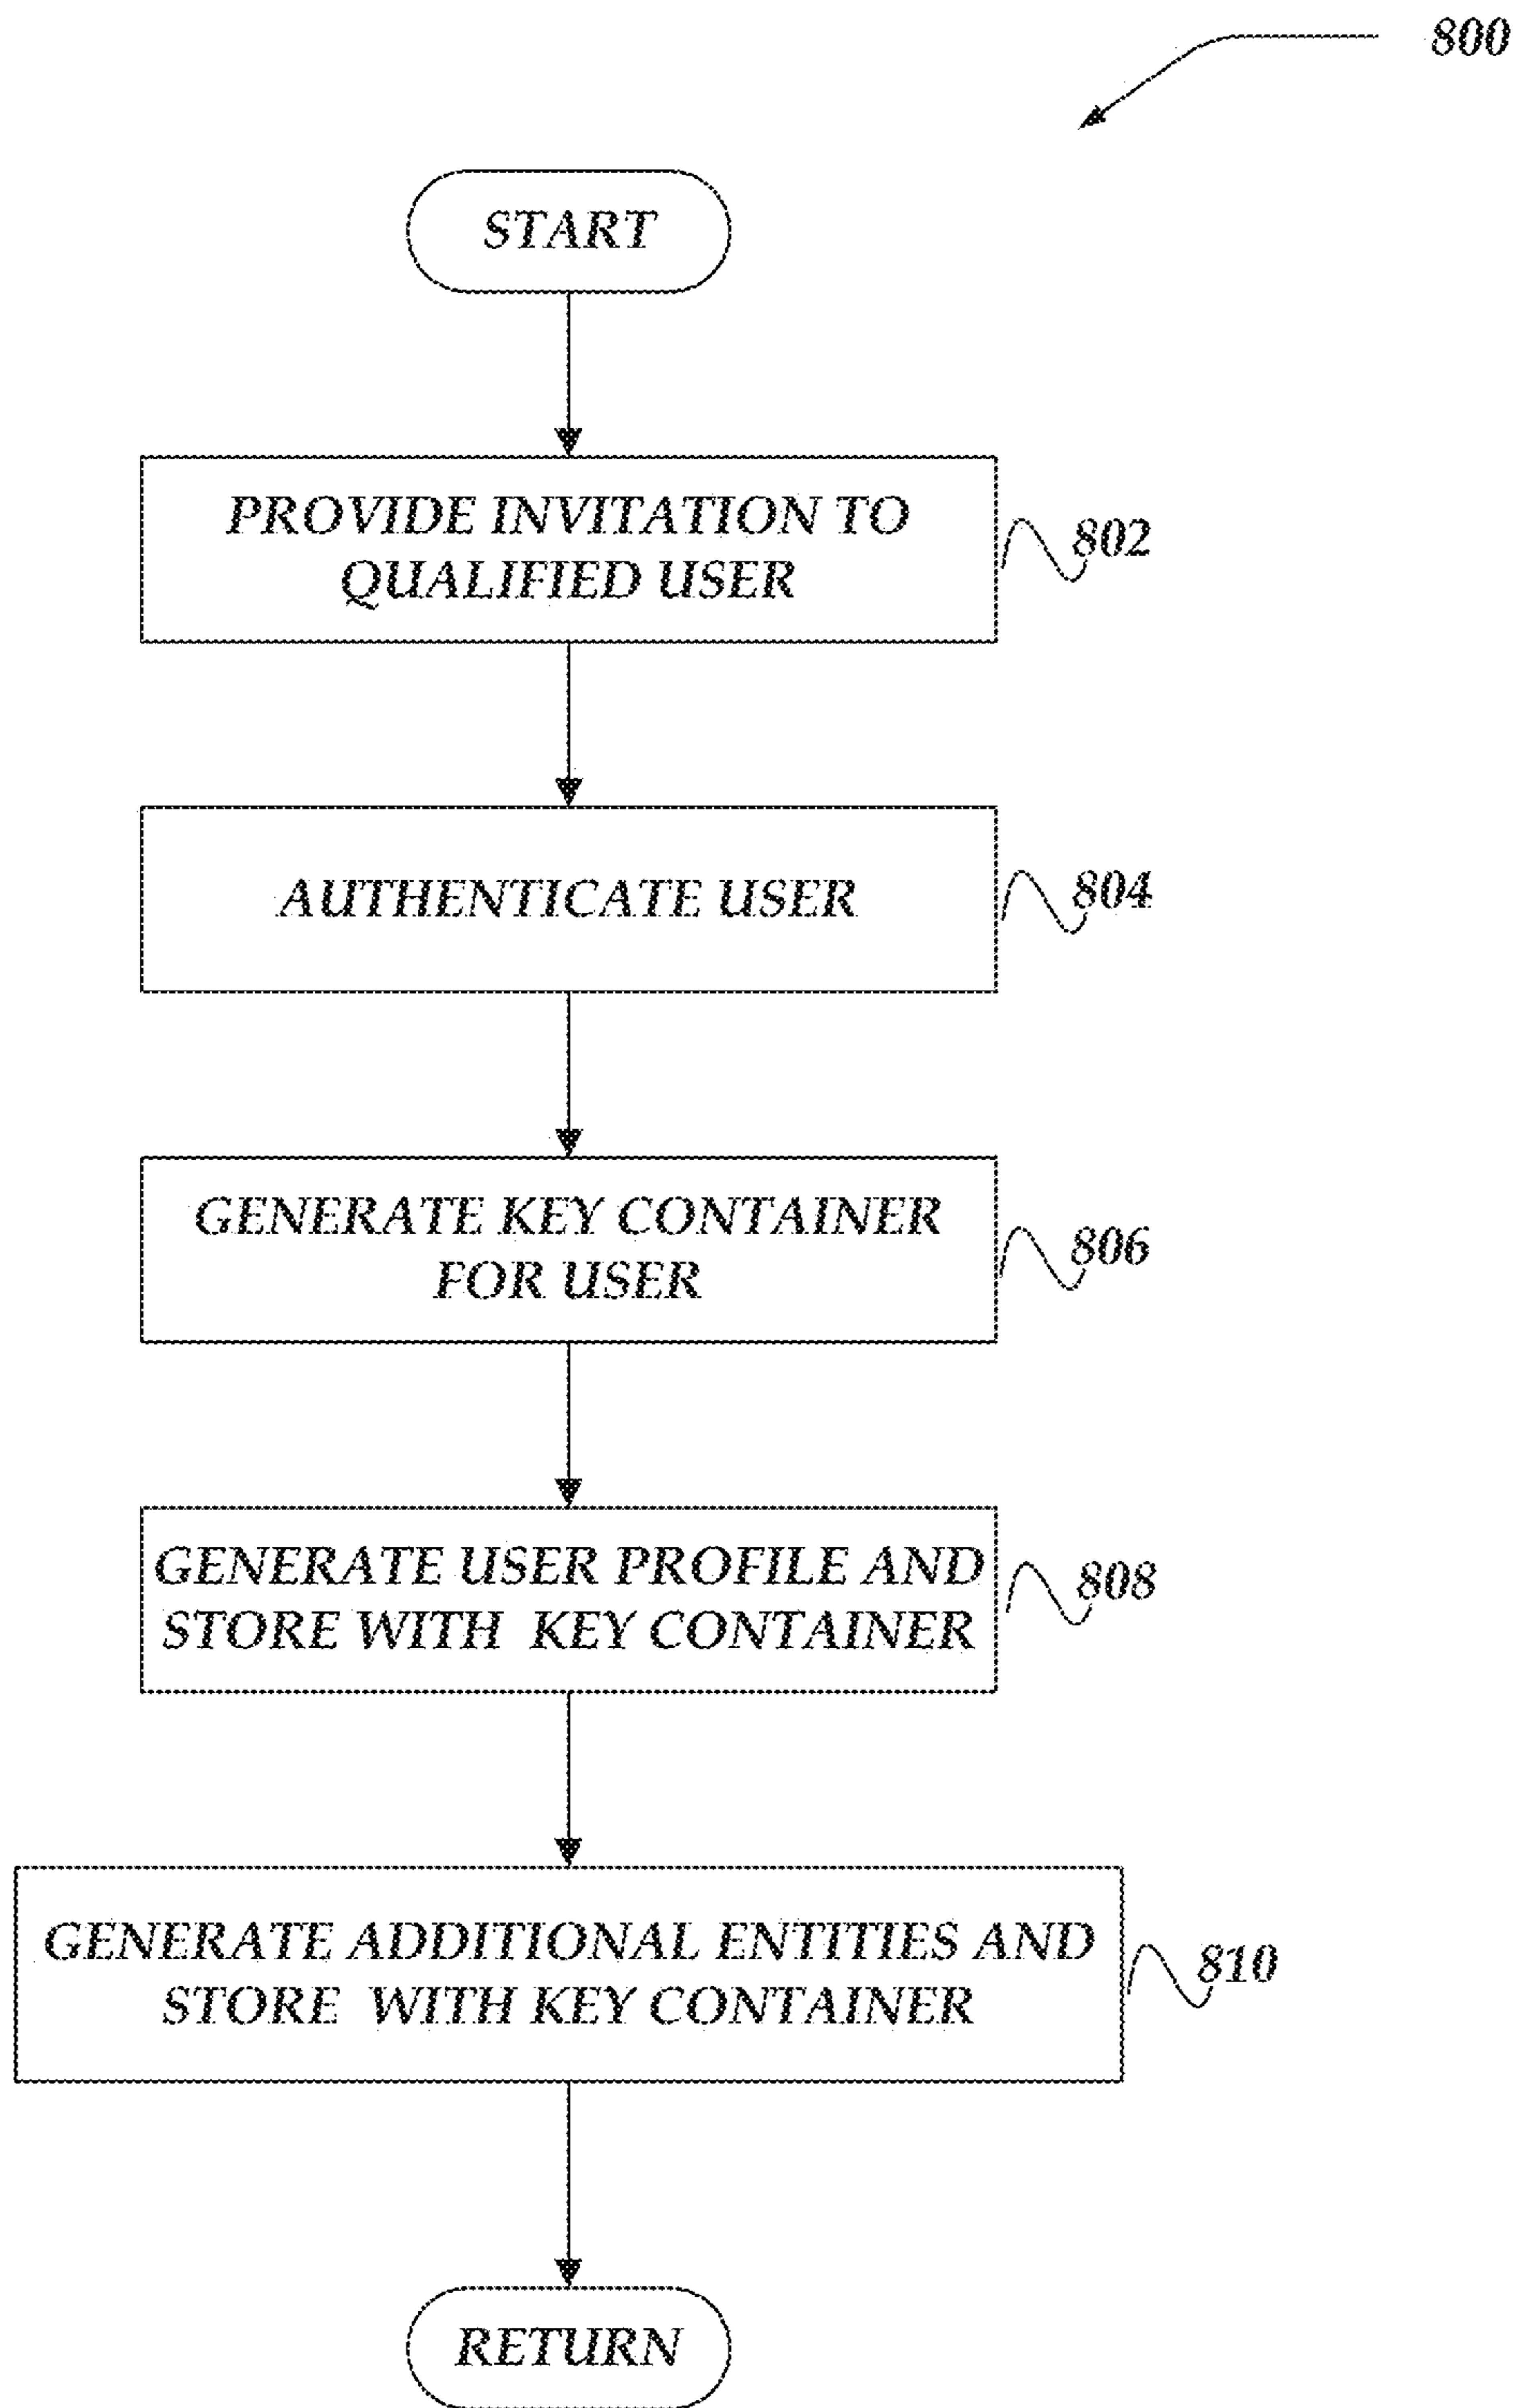 800
START
PROVIDE INVITATION TO
QUALIFIED USER
802
AUTHENTICATE USER
804
GENERATE KEY CONTAINER
FOR USER
806
GENERATE USER PROFILE AND
STORE WITH KEY CONTAINER
808
GENERATE ADDITIONAL ENTITIES AND
STORE WITH KEY CONTAINER
810
RETURN